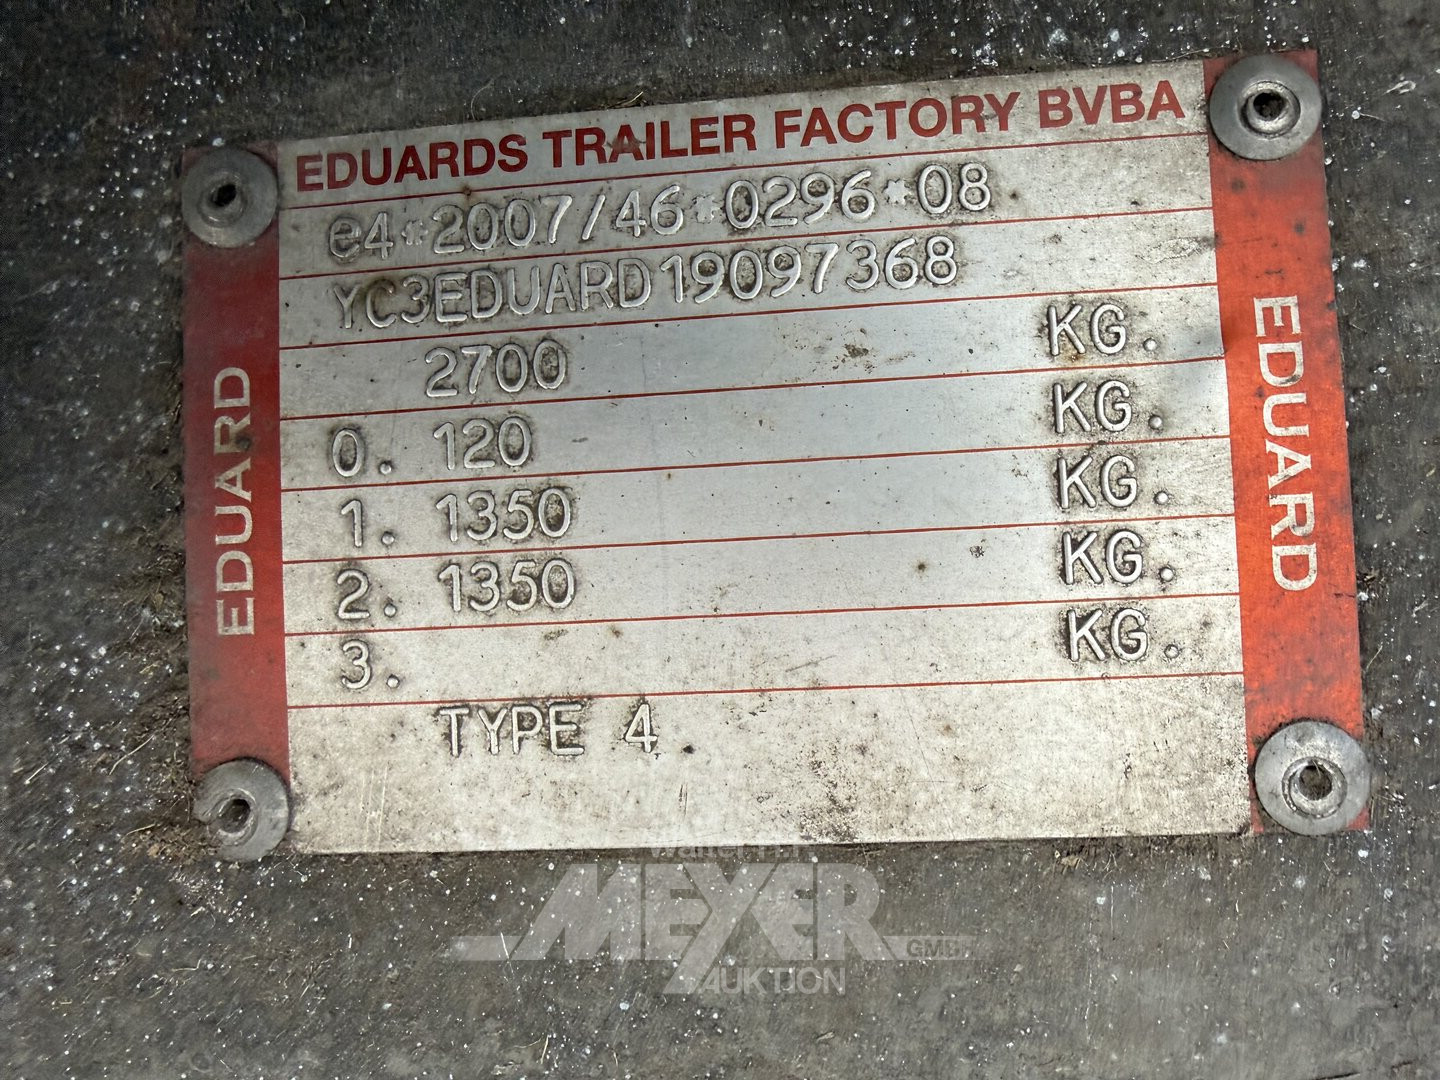 EDUARDS TRAILER FACTORY BVBA
e4*2007/46*0296*08
YC3EDUARD19097368
2700 KG.
0. 120 KG.
1. 1350 KG.
2. 1350 KG.
3. KG.
TYPE 4
EDUARD
EDUARD
MEYER
GMBH
AUKTION